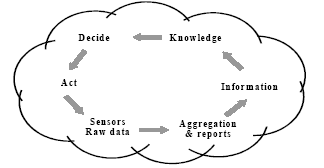 Decide
Knowledge
Act
Information
Sensors
Raw data
Aggregation
& reports